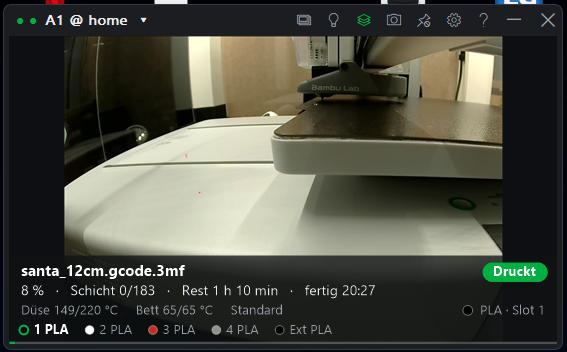 A1 @ home
Bambu Lab
santa_12cm.gcode.3mf
Druckt
8 % · Schicht 0/183 · Rest 1 h 10 min · fertig 20:27
Düse 149/220 °C Bett 65/65 °C Standard
PLA · Slot 1
1 PLA 2 PLA 3 PLA 4 PLA Ext PLA